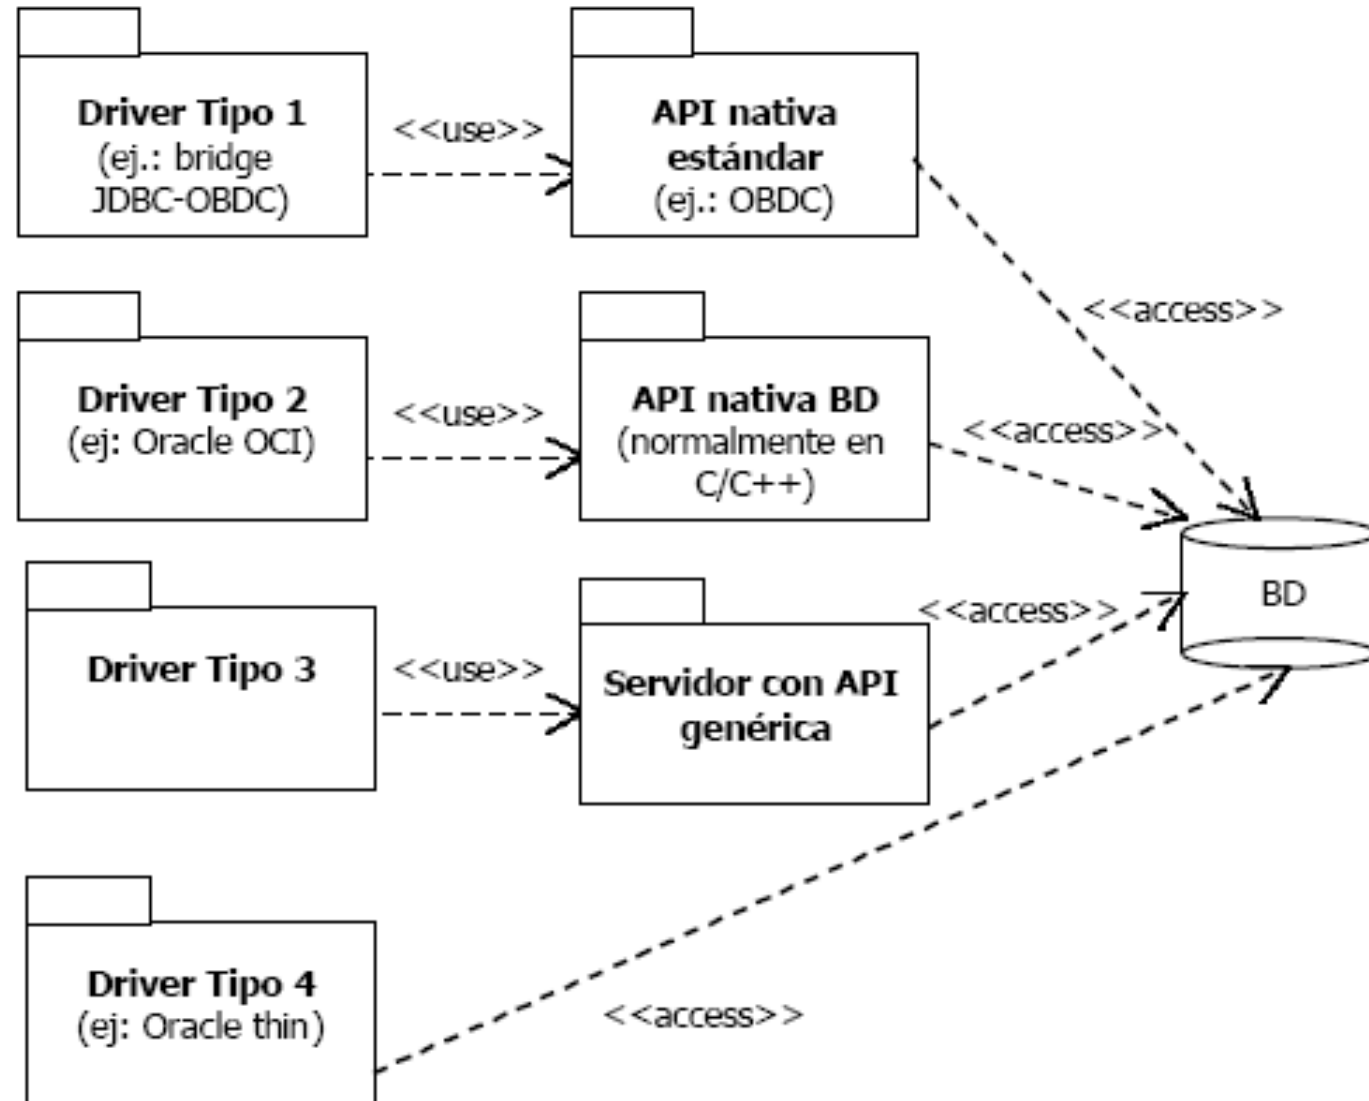 Driver Tipo 1
(ej.: bridge
JDBC-OBDC)
<<use>>
API nativa
estándar
(ej.: OBDC)
<<access>>
Driver Tipo 2
(ej: Oracle OCI)
<<use>>
API nativa BD
(normalmente en
C/C++)
<<access>>
BD
Driver Tipo 3
<<use>>
Servidor con API
genérica
<<access>>
Driver Tipo 4
(ej: Oracle thin)
<<access>>